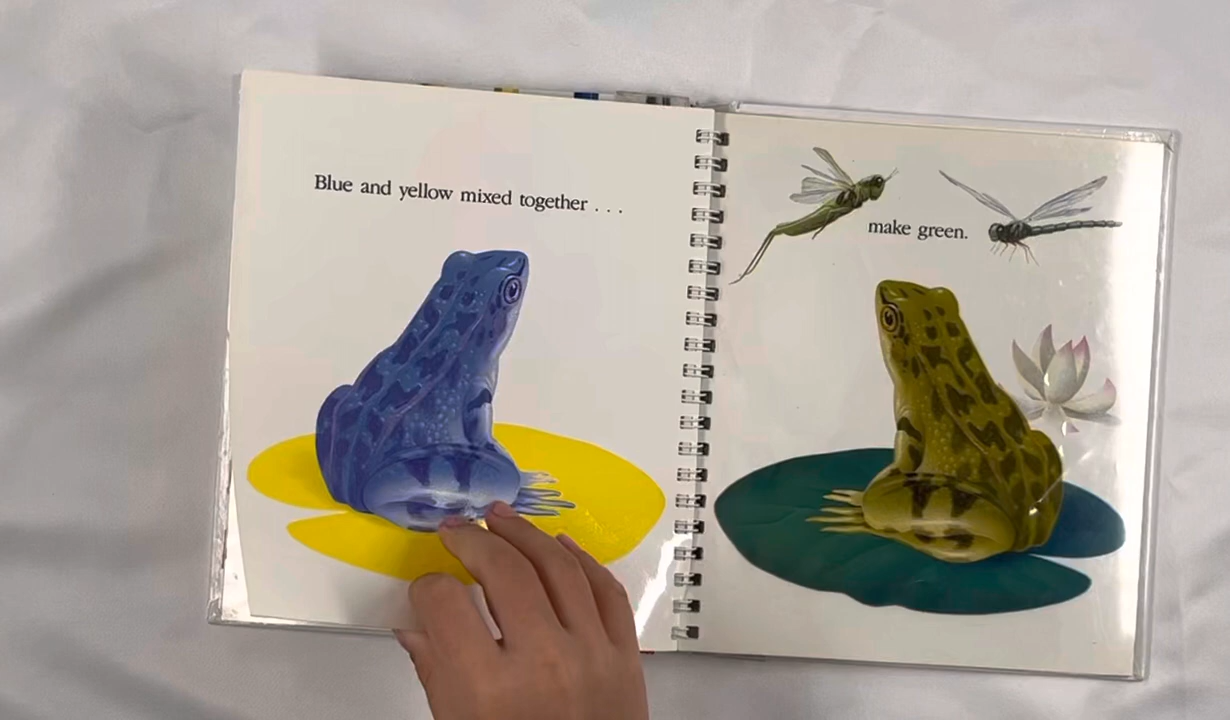 Blue and yellow mixed together . . .
make green.